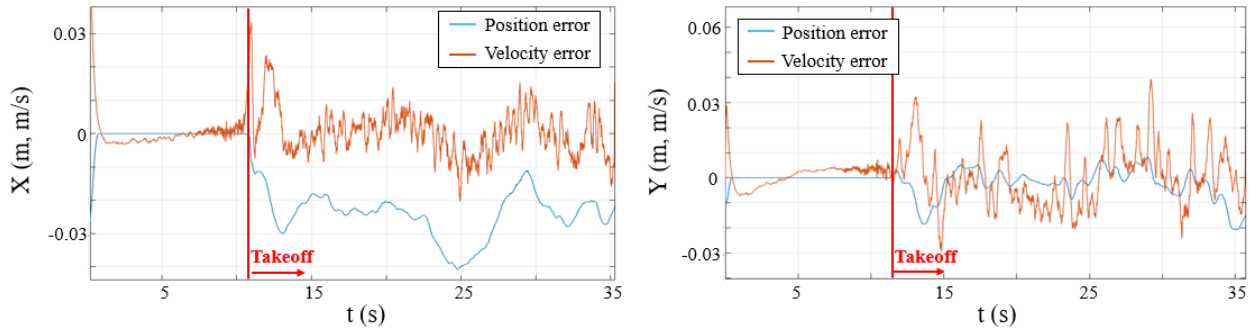 X (m, m/s)
0.03
0
-0.03
Position error
Velocity error
Takeoff
5
15
25
35
t (s)
Y (m, m/s)
0.06
0.03
0
-0.03
Position error
Velocity error
Takeoff
5
15
25
35
t (s)